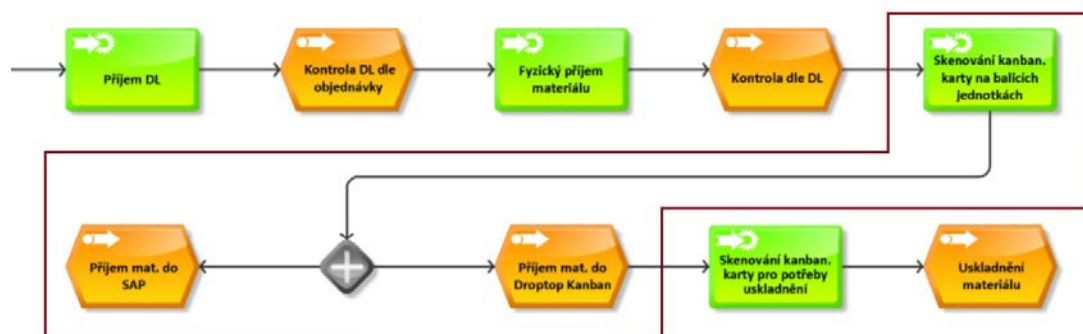 Příjem DL
Kontrola DL dle
objednávky
Fyzický příjem
materiálu
Kontrola dle DL
Skenování kanban.
karty na balicích
jednotkách
Příjem mat. do
SAP
Příjem mat. do
Droptop Kanban
Skenování kanban.
karty pro potřeby
uskladnění
Uskladnění
materiálu